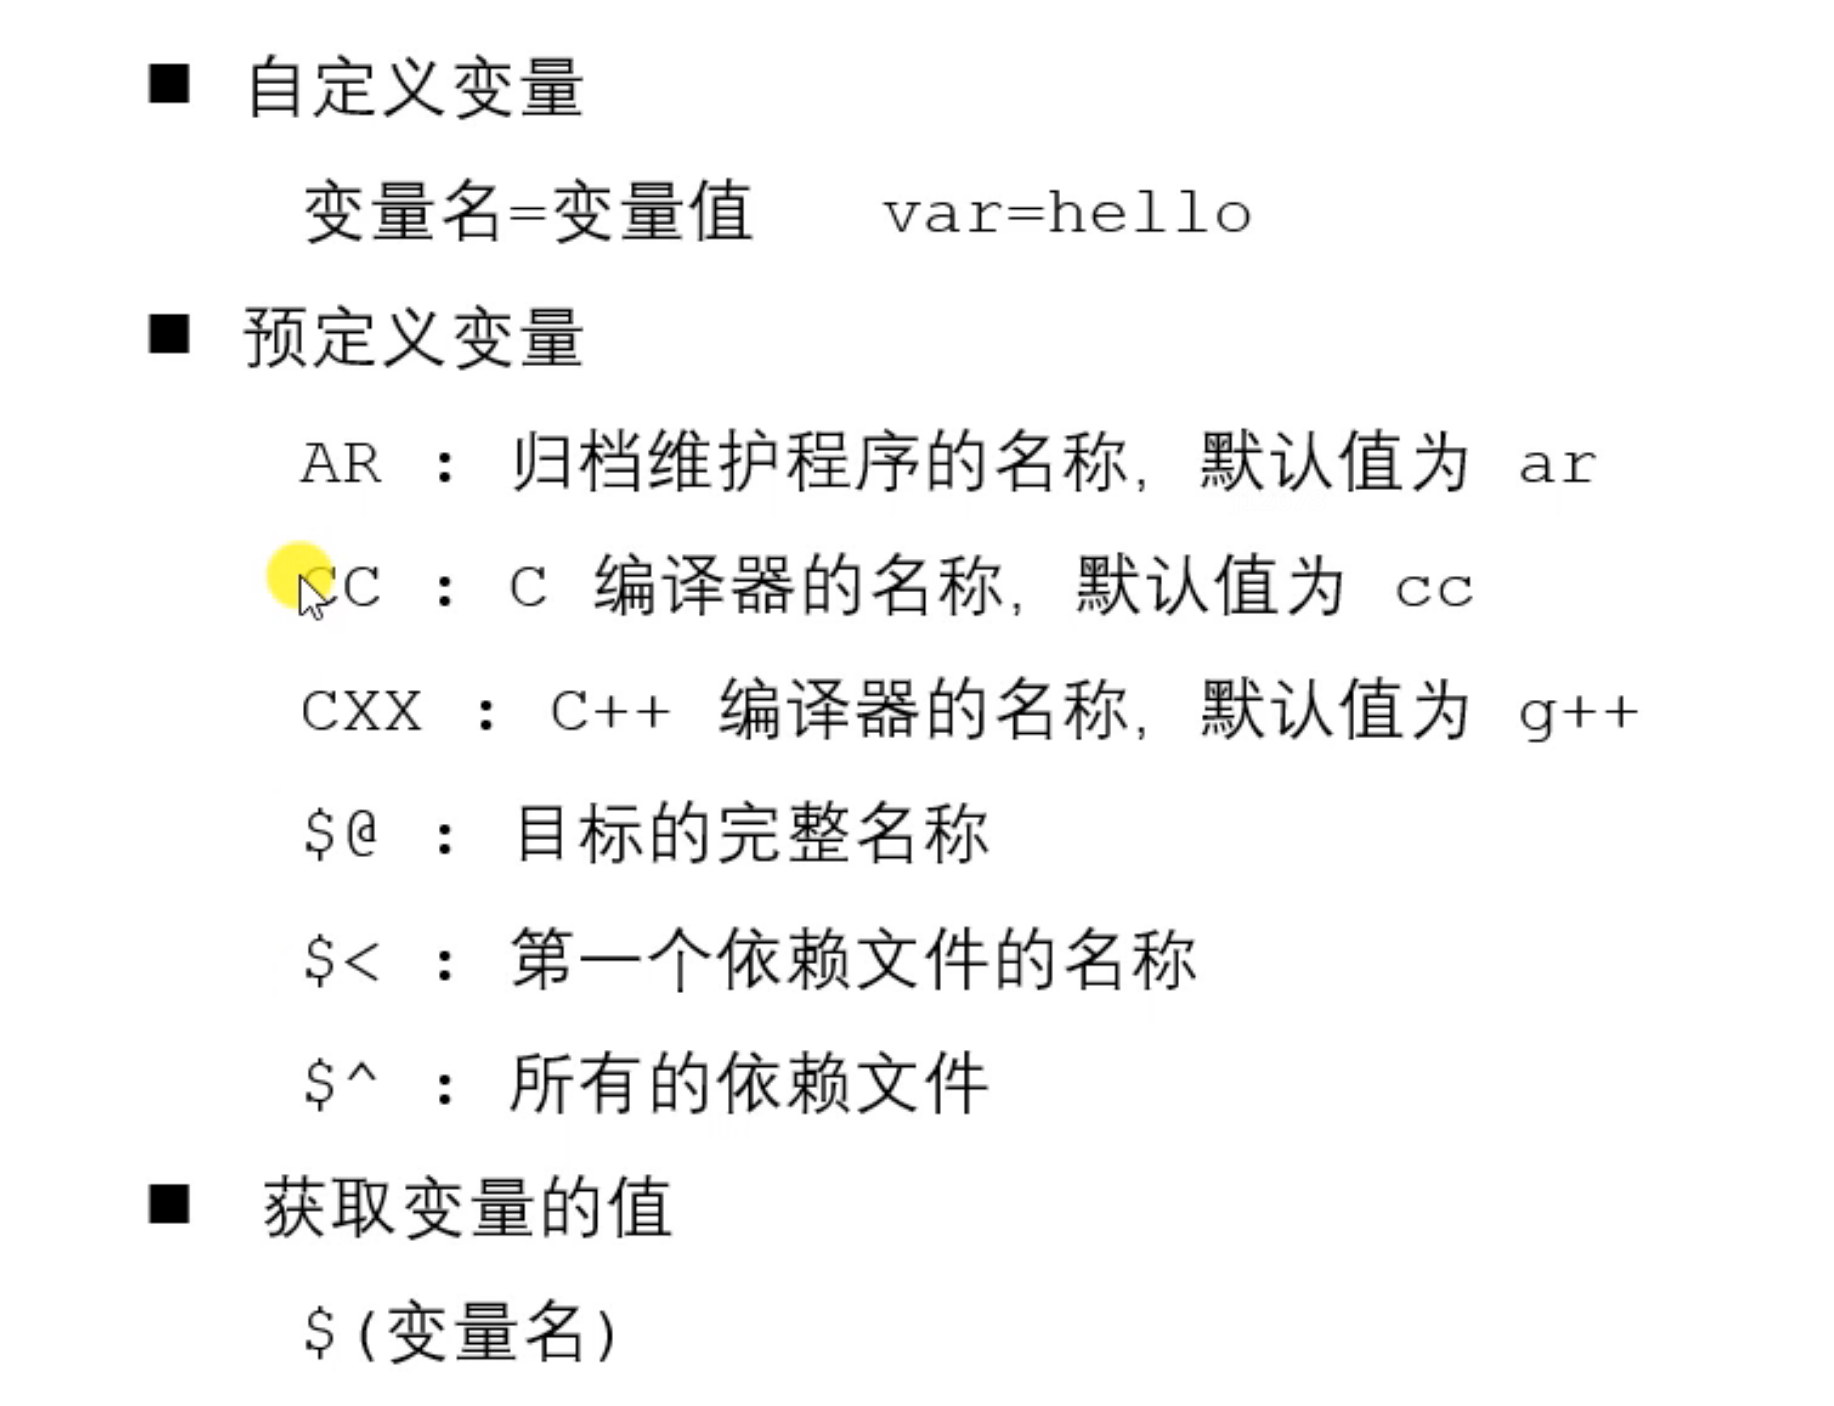 自定义变量
变量名=变量值 var=hello
预定义变量
AR : 归档维护程序的名称, 默认值为 ar
CC : C 编译器的名称, 默认值为 cc
CXX : C++ 编译器的名称, 默认值为 g++
$@ : 目标的完整名称
$< : 第一个依赖文件的名称
$^ : 所有的依赖文件
获取变量的值
$(变量名)